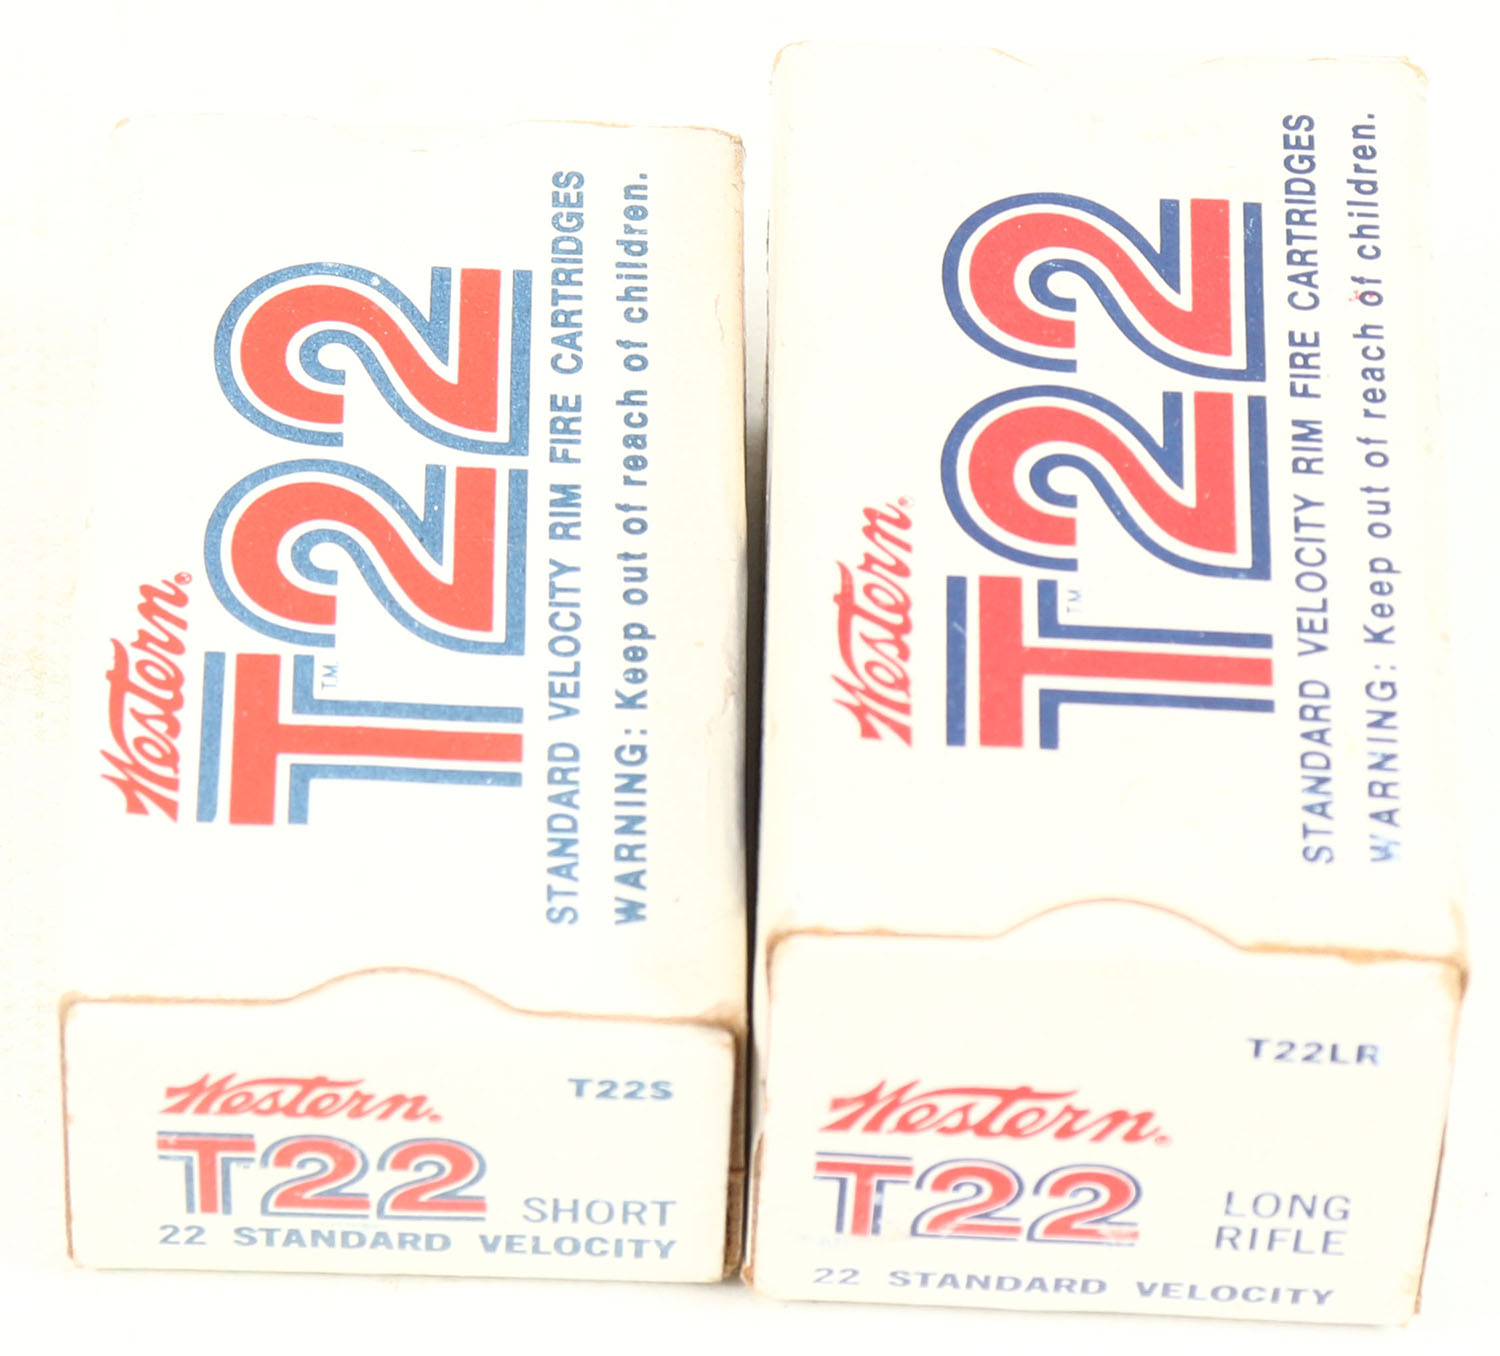 Western®
T22™
STANDARD VELOCITY RIM FIRE CARTRIDGES
WARNING: Keep out of reach of children.
Western.
T22S
T22
SHORT
22 STANDARD VELOCITY
Western®
T22™
STANDARD VELOCITY RIM FIRE CARTRIDGES
WARNING: Keep out of reach of children.
T22LR
Western.
T22
LONG
RIFLE
22 STANDARD VELOCITY